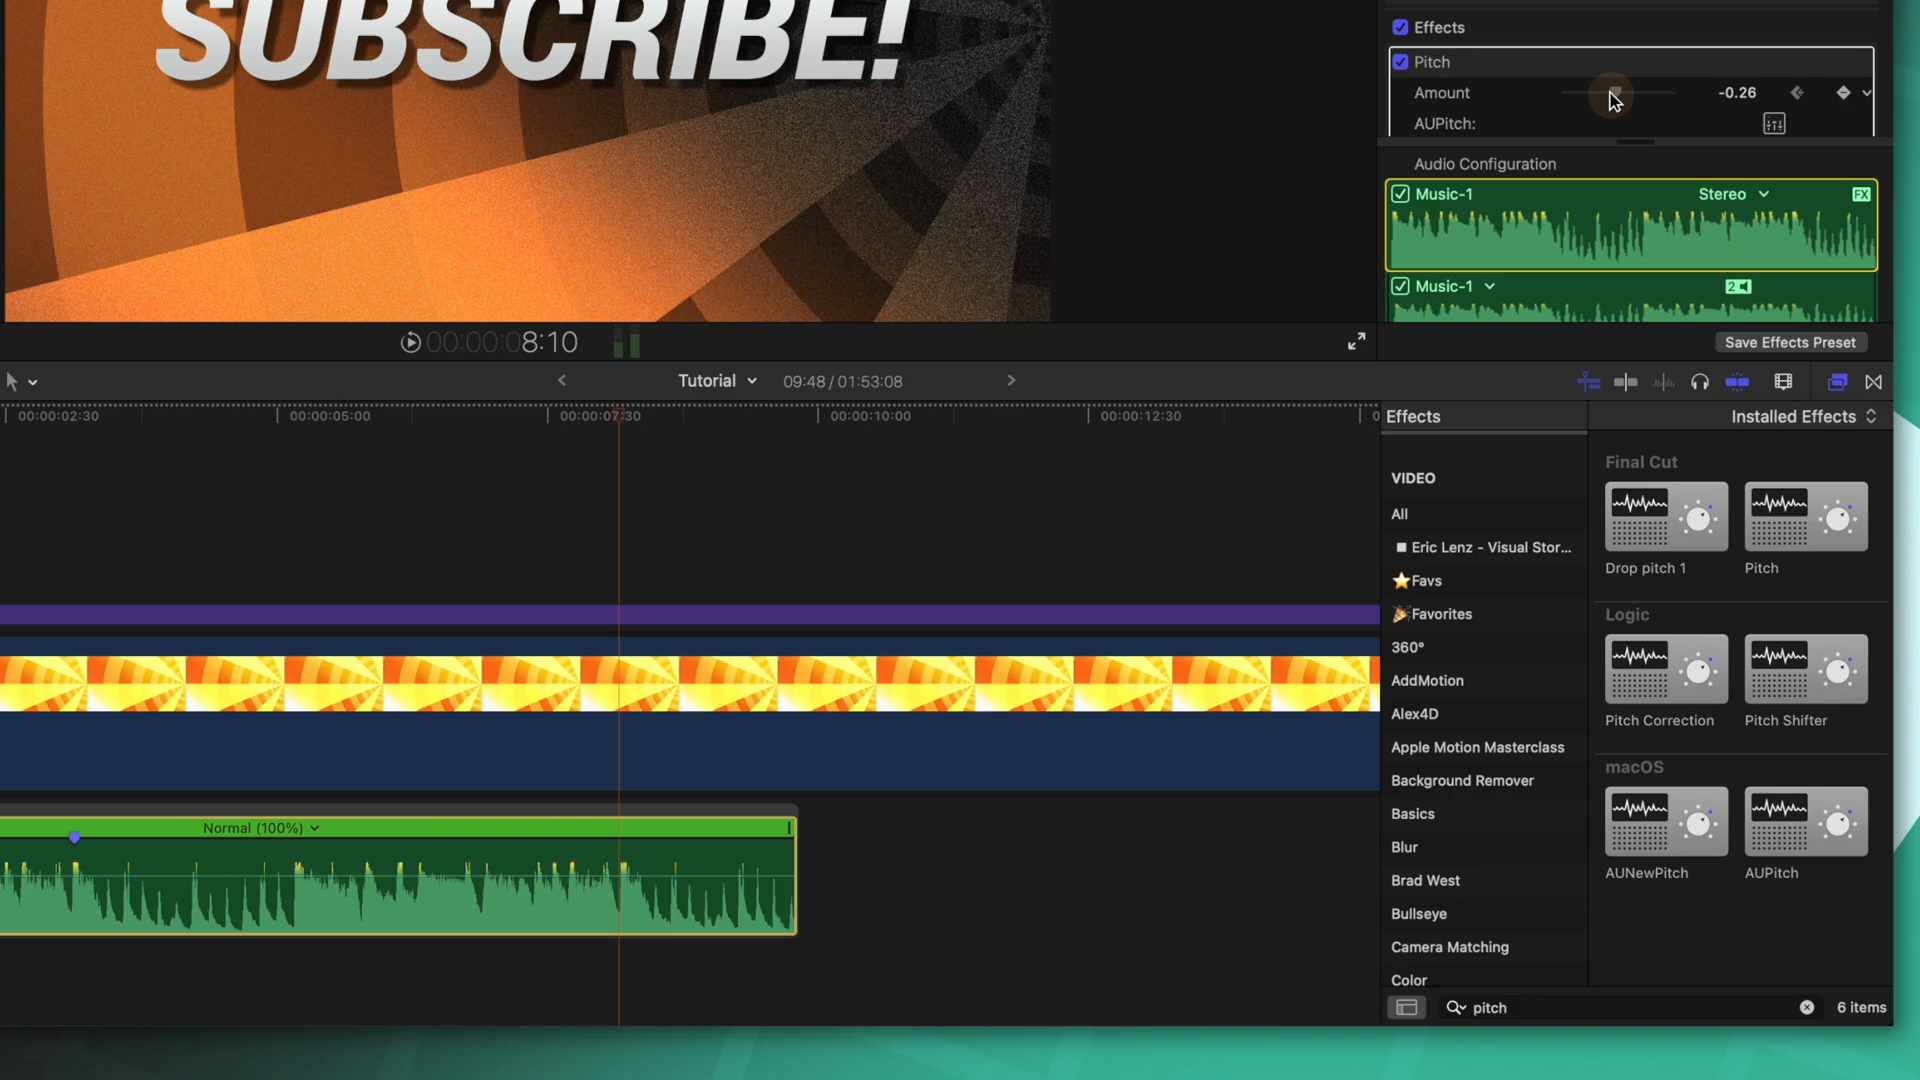 SUBSCRIBE!
Effects
Pitch
Amount -0.26
AUPitch:
Audio Configuration
Music-1 Stereo FX
Music-1 2
00:00:08:10
Save Effects Preset
Tutorial 09:48 / 01:53:08
00:00:02:30 00:00:05:00 00:00:07:30 00:00:10:00 00:00:12:30 0
Effects Installed Effects
VIDEO
All
Eric Lenz - Visual Stor...
Favs
Favorites
360°
AddMotion
Alex4D
Apple Motion Masterclass
Background Remover
Basics
Blur
Brad West
Bullseye
Camera Matching
Color
Final Cut
Drop pitch 1 Pitch
Logic
Pitch Correction Pitch Shifter
macOS
AUNewPitch AUPitch
Normal (100%)
pitch 6 items